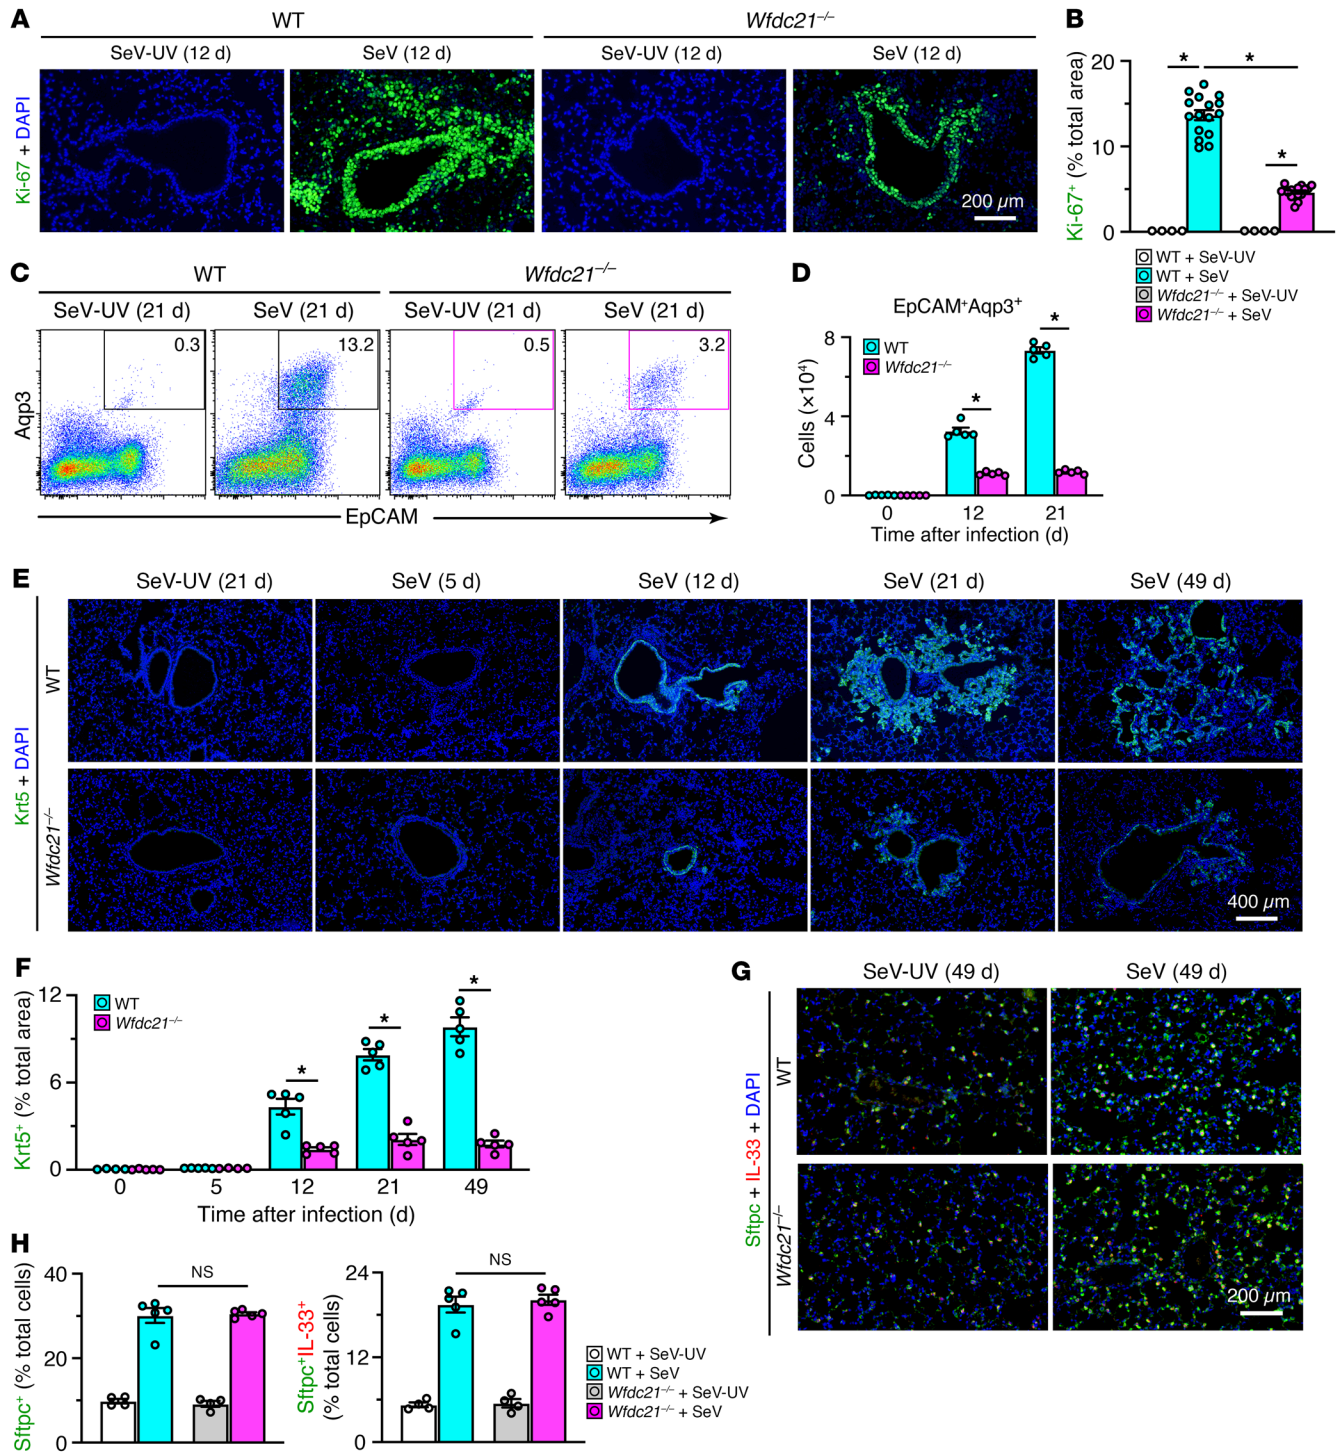 A
WT
Wfdc21–/–
SeV-UV (12 d)
SeV (12 d)
SeV-UV (12 d)
SeV (12 d)
Ki-67 + DAPI
200 µm
B
Ki-67+ (% total area)
20
10
0
*
*
*
WT + SeV-UV
WT + SeV
Wfdc21–/– + SeV-UV
Wfdc21–/– + SeV
C
WT
Wfdc21–/–
SeV-UV (21 d)
SeV (21 d)
SeV-UV (21 d)
SeV (21 d)
0.3
13.2
0.5
3.2
Aqp3
EpCAM
D
EpCAM+Aqp3+
WT
Wfdc21–/–
Cells (×104)
8
4
0
*
*
0
12
21
Time after infection (d)
E
SeV-UV (21 d)
SeV (5 d)
SeV (12 d)
SeV (21 d)
SeV (49 d)
Krt5 + DAPI
WT
Wfdc21–/–
400 µm
F
Krt5+ (% total area)
12
6
0
WT
Wfdc21–/–
*
*
*
0
5
12
21
49
Time after infection (d)
G
SeV-UV (49 d)
SeV (49 d)
Sftpc + IL-33 + DAPI
WT
Wfdc21–/–
200 µm
H
Sftpc+ (% total cells)
40
20
0
NS
Sftpc+IL-33+
(% total cells)
24
12
0
NS
WT + SeV-UV
WT + SeV
Wfdc21–/– + SeV-UV
Wfdc21–/– + SeV